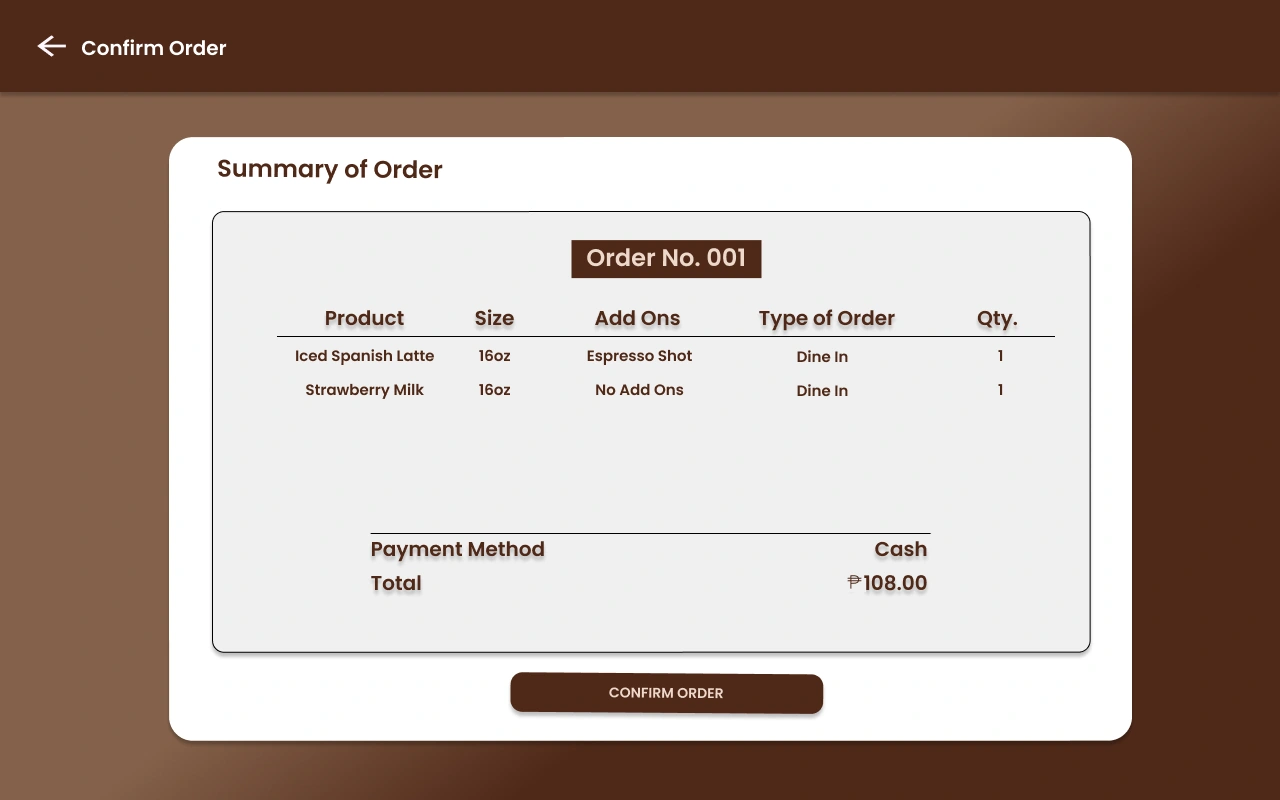 Confirm Order
Summary of Order
Order No. 001
Product Size Add Ons Type of Order Qty.
Iced Spanish Latte 16oz Espresso Shot Dine In 1
Strawberry Milk 16oz No Add Ons Dine In 1
Payment Method Cash
Total ₱108.00
CONFIRM ORDER